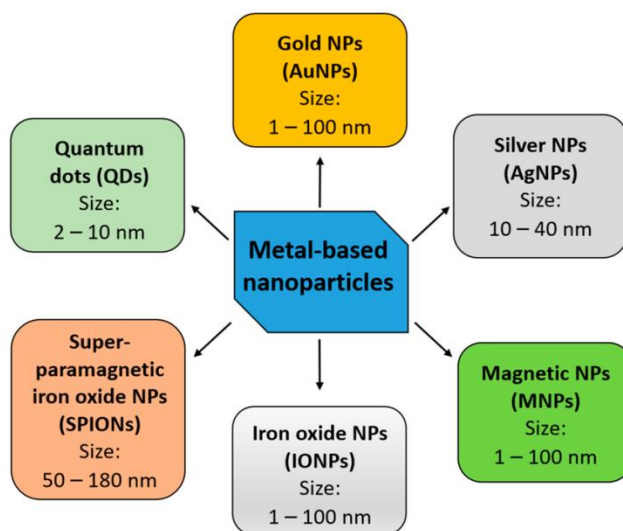 Gold NPs
(AuNPs)
Size:
1 – 100 nm
Quantum
dots (QDs)
Size:
2 – 10 nm
Silver NPs
(AgNPs)
Size:
10 – 40 nm
Metal-based
nanoparticles
Super-
paramagnetic
iron oxide NPs
(SPIONs)
Size:
50 – 180 nm
Iron oxide NPs
(IONPs)
Size:
1 – 100 nm
Magnetic NPs
(MNPs)
Size:
1 – 100 nm